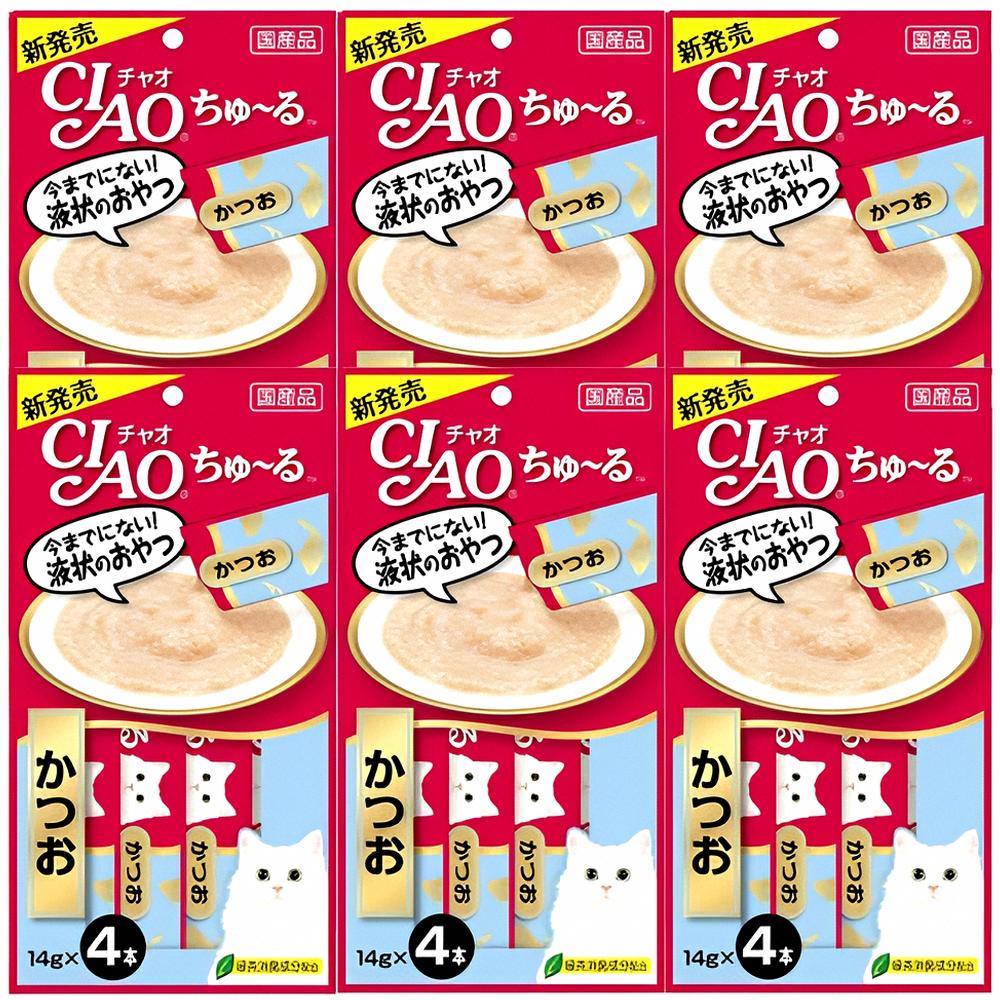 新発売
国産品
CIAO チャオ ちゅ〜る
今までにない!
液状のおやつ
かつお
新発売
国産品
CIAO チャオ ちゅ〜る
今までにない!
液状のおやつ
かつお
新発売
国産品
CIAO チャオ ちゅ〜る
今までにない!
液状のおやつ
かつお
新発売
国産品
CIAO チャオ ちゅ〜る
今までにない!
液状のおやつ
かつお
かつお
かつお
かつお
14g×4本
新発売
国産品
CIAO チャオ ちゅ〜る
今までにない!
液状のおやつ
かつお
かつお
かつお
かつお
14g×4本
新発売
国産品
CIAO チャオ ちゅ〜る
今までにない!
液状のおやつ
かつお
かつお
かつお
かつお
14g×4本